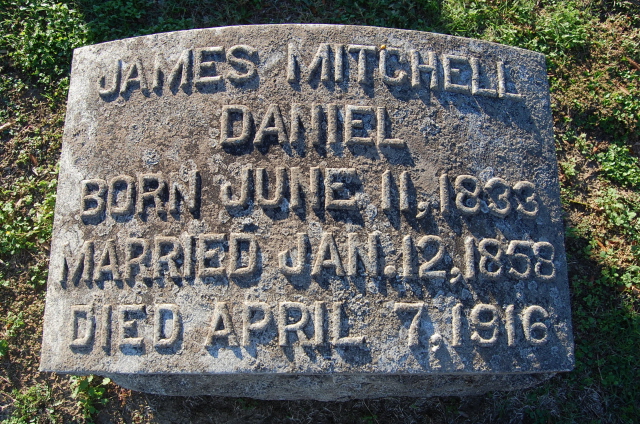 JAMES MITCHELL
DANIEL
BORN JUNE 11, 1833
MARRIED JAN. 12, 1858
DIED APRIL 7, 1916